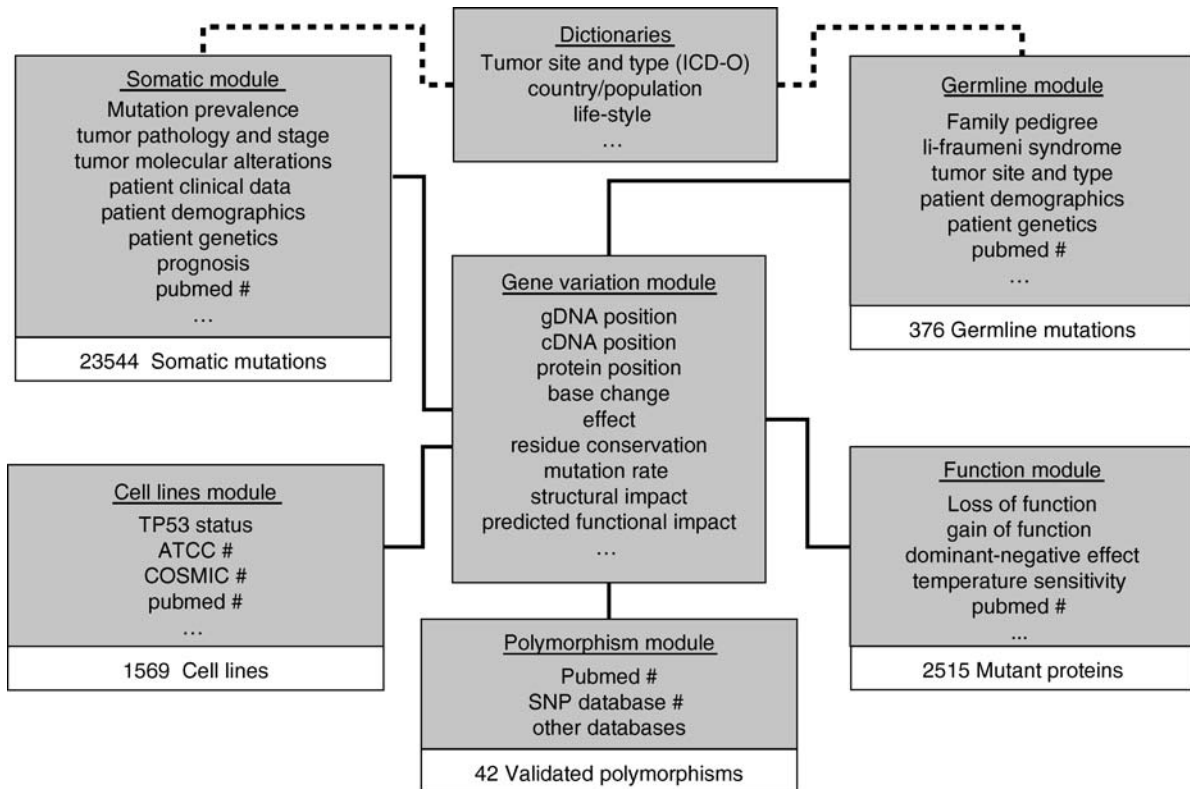 Dictionaries
Tumor site and type (ICD-O)
country/population
life-style
…
Somatic module
Mutation prevalence
tumor pathology and stage
tumor molecular alterations
patient clinical data
patient demographics
patient genetics
prognosis
pubmed #
…
23544 Somatic mutations
Germline module
Family pedigree
li-fraumeni syndrome
tumor site and type
patient demographics
patient genetics
pubmed #
…
376 Germline mutations
Gene variation module
gDNA position
cDNA position
protein position
base change
effect
residue conservation
mutation rate
structural impact
predicted functional impact
…
Cell lines module
TP53 status
ATCC #
COSMIC #
pubmed #
…
1569 Cell lines
Function module
Loss of function
gain of function
dominant-negative effect
temperature sensitivity
pubmed #
...
2515 Mutant proteins
Polymorphism module
Pubmed #
SNP database #
other databases
42 Validated polymorphisms